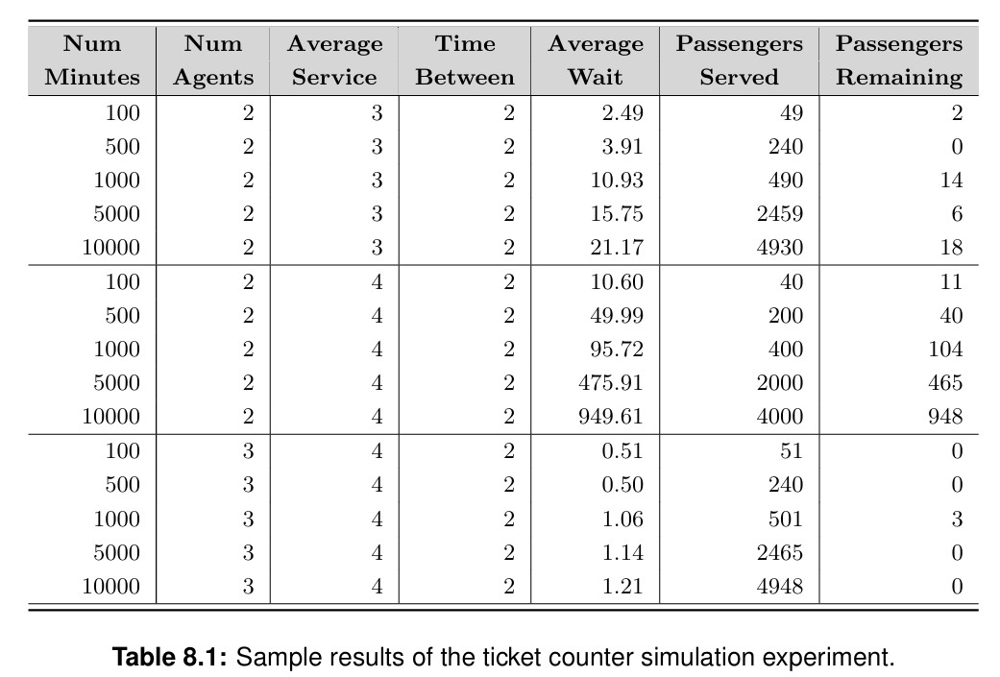 Num Num Average Time Average Passengers Passengers
Minutes Agents Service Between Wait Served Remaining
100 2 3 2 2.49 49 2
500 2 3 2 3.91 240 0
1000 2 3 2 10.93 490 14
5000 2 3 2 15.75 2459 6
10000 2 3 2 21.17 4930 18
100 2 4 2 10.60 40 11
500 2 4 2 49.99 200 40
1000 2 4 2 95.72 400 104
5000 2 4 2 475.91 2000 465
10000 2 4 2 949.61 4000 948
100 3 4 2 0.51 51 0
500 3 4 2 0.50 240 0
1000 3 4 2 1.06 501 3
5000 3 4 2 1.14 2465 0
10000 3 4 2 1.21 4948 0
Table 8.1: Sample results of the ticket counter simulation experiment.